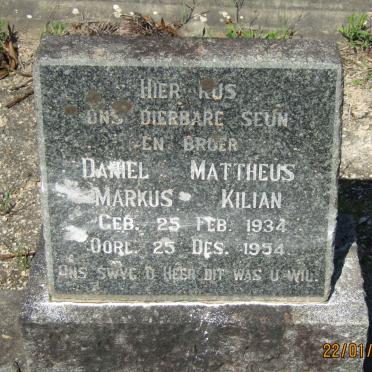 HIER RUS
ONS DIERBARE SEUN
EN BROER
DANIEL MATTHEUS
MARKUS KILIAN
GEB. 25 FEB. 1934
OORL. 25 DES. 1954
ONS SWYG O HEER DIT WAS U WIL.
22/01/